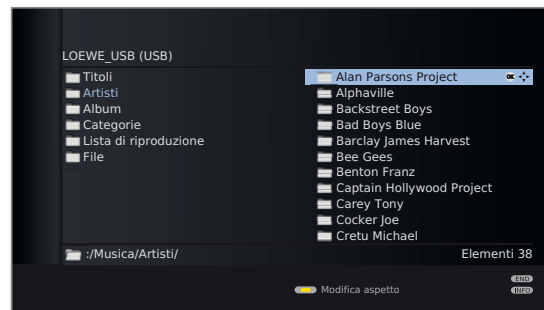 LOEWE_USB (USB)
Titoli
Artisti
Album
Categorie
Lista di riproduzione
File
Alan Parsons Project OK
Alphaville
Backstreet Boys
Bad Boys Blue
Barclay James Harvest
Bee Gees
Benton Franz
Captain Hollywood Project
Carey Tony
Cocker Joe
Cretu Michael
:/Musica/Artisti/
Elementi 38
END
Modifica aspetto
INFO